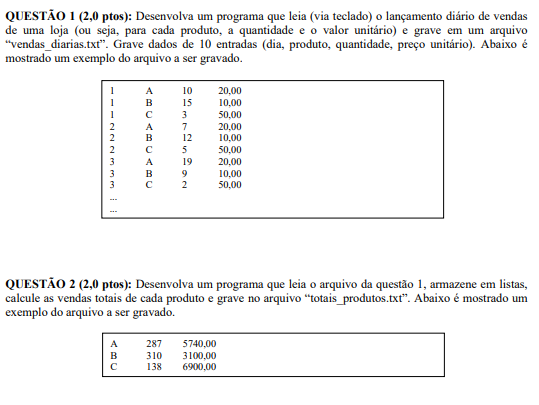 QUESTÃO 1 (2,0 ptos): Desenvolva um programa que leia (via teclado) o lançamento diário de vendas
de uma loja (ou seja, para cada produto, a quantidade e o valor unitário) e grave em um arquivo
“vendas_diarias.txt”. Grave dados de 10 entradas (dia, produto, quantidade, preço unitário). Abaixo é
mostrado um exemplo do arquivo a ser gravado.
1 A 10 20,00
1 B 15 10,00
1 C 3 50,00
2 A 7 20,00
2 B 12 10,00
2 C 5 50,00
3 A 19 20,00
3 B 9 10,00
3 C 2 50,00
...
...
QUESTÃO 2 (2,0 ptos): Desenvolva um programa que leia o arquivo da questão 1, armazene em listas,
calcule as vendas totais de cada produto e grave no arquivo “totais_produtos.txt”. Abaixo é mostrado um
exemplo do arquivo a ser gravado.
A 287 5740,00
B 310 3100,00
C 138 6900,00